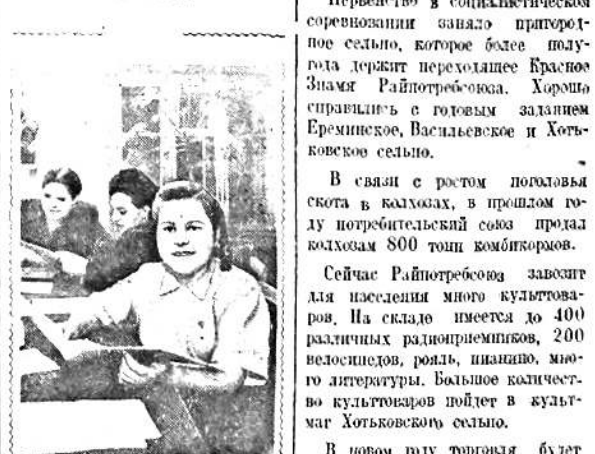 Первенство в социалистическом
соревновании заняло пригород-
ное сельпо, которое более полу-
года держит переходящее Красное
Знамя Райпотребсоюза. Хорошо
справились с годовым заданием
Ереминское, Васильевское и Хоть-
ковское сельпо.
В связи с ростом поголовья
скота в колхозах, в прошлом го-
ду потребительский союз продал
колхозам 800 тонн комбикормов.
Сейчас Райпотребсоюз завозит
для населения много культтова-
ров. На складе имеется до 400
различных радиоприемников, 200
велосипедов, рояль, пианино, мно-
го литературы. Большое количест-
во культтоваров пойдет в культ-
маг Хотьковского сельпо.
В новом году торговля будет